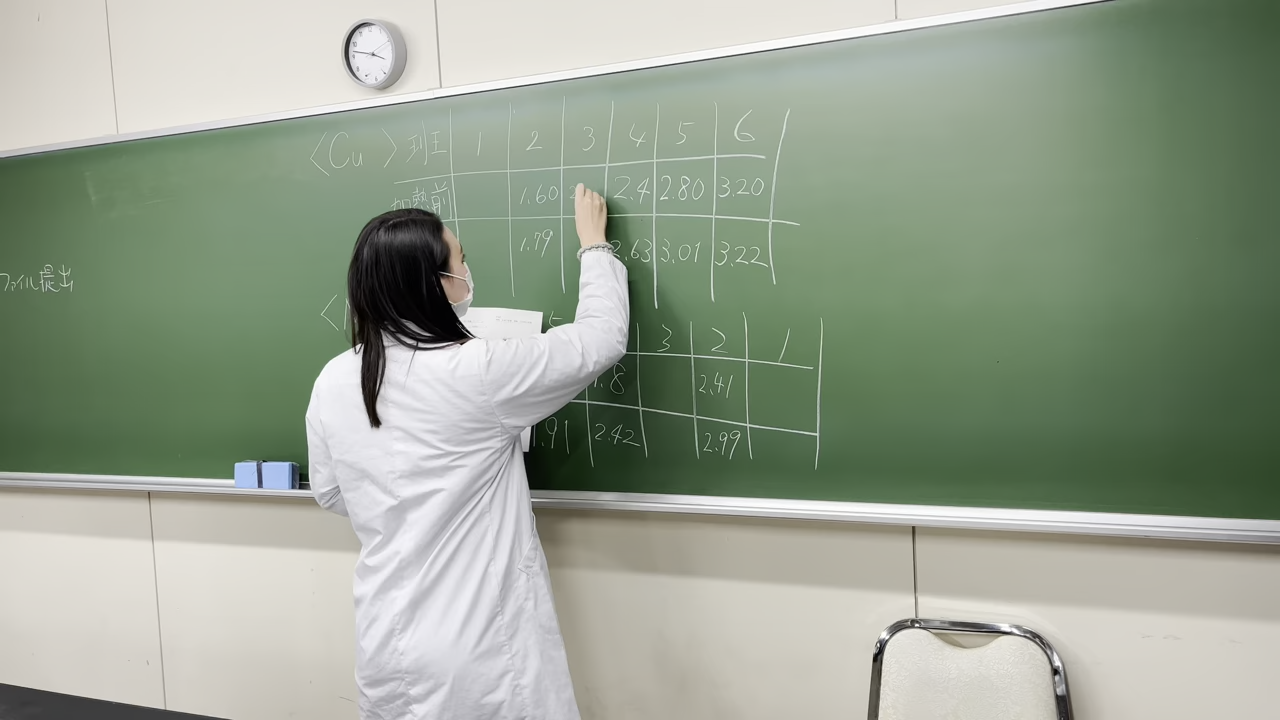 〈Cu 〉 班 1 2 3 4 5 6
加熱前 1.60 2.4 2.80 3.20
1.79 2.63 3.01 3.22
ファイル提出
〈
3 2 1
1.8 2.41
1.91 2.42 2.99